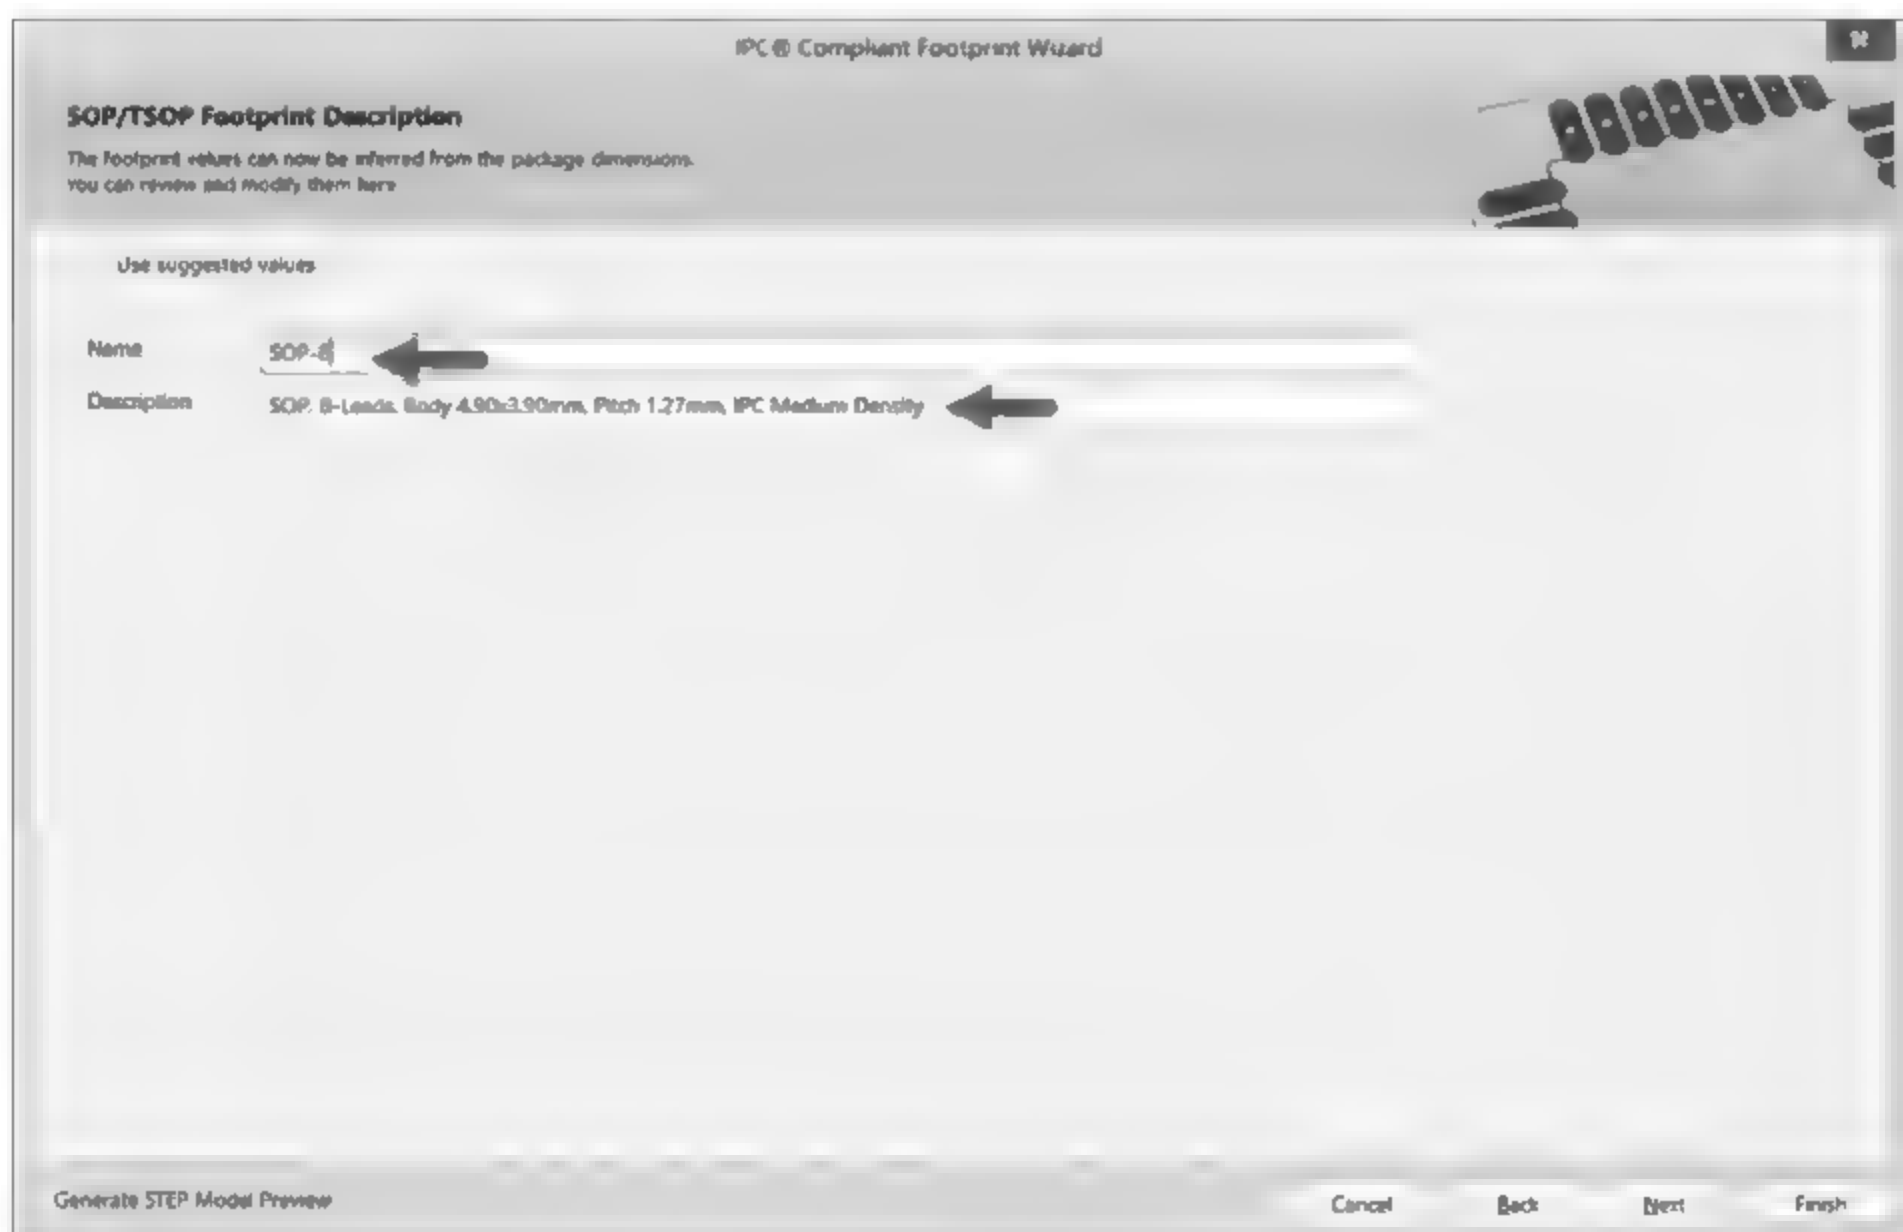 IPC® Compliant Footprint Wizard
SOP/TSOP Footprint Description
The footprint values can now be inferred from the package dimensions.
You can review and modify them here
Use suggested values
Name
SOP-8
Description
SOP, 8-Leads, Body 4.90x3.90mm, Pitch 1.27mm, IPC Medium Density
Generate STEP Model Preview
Cancel
Back
Next
Finish